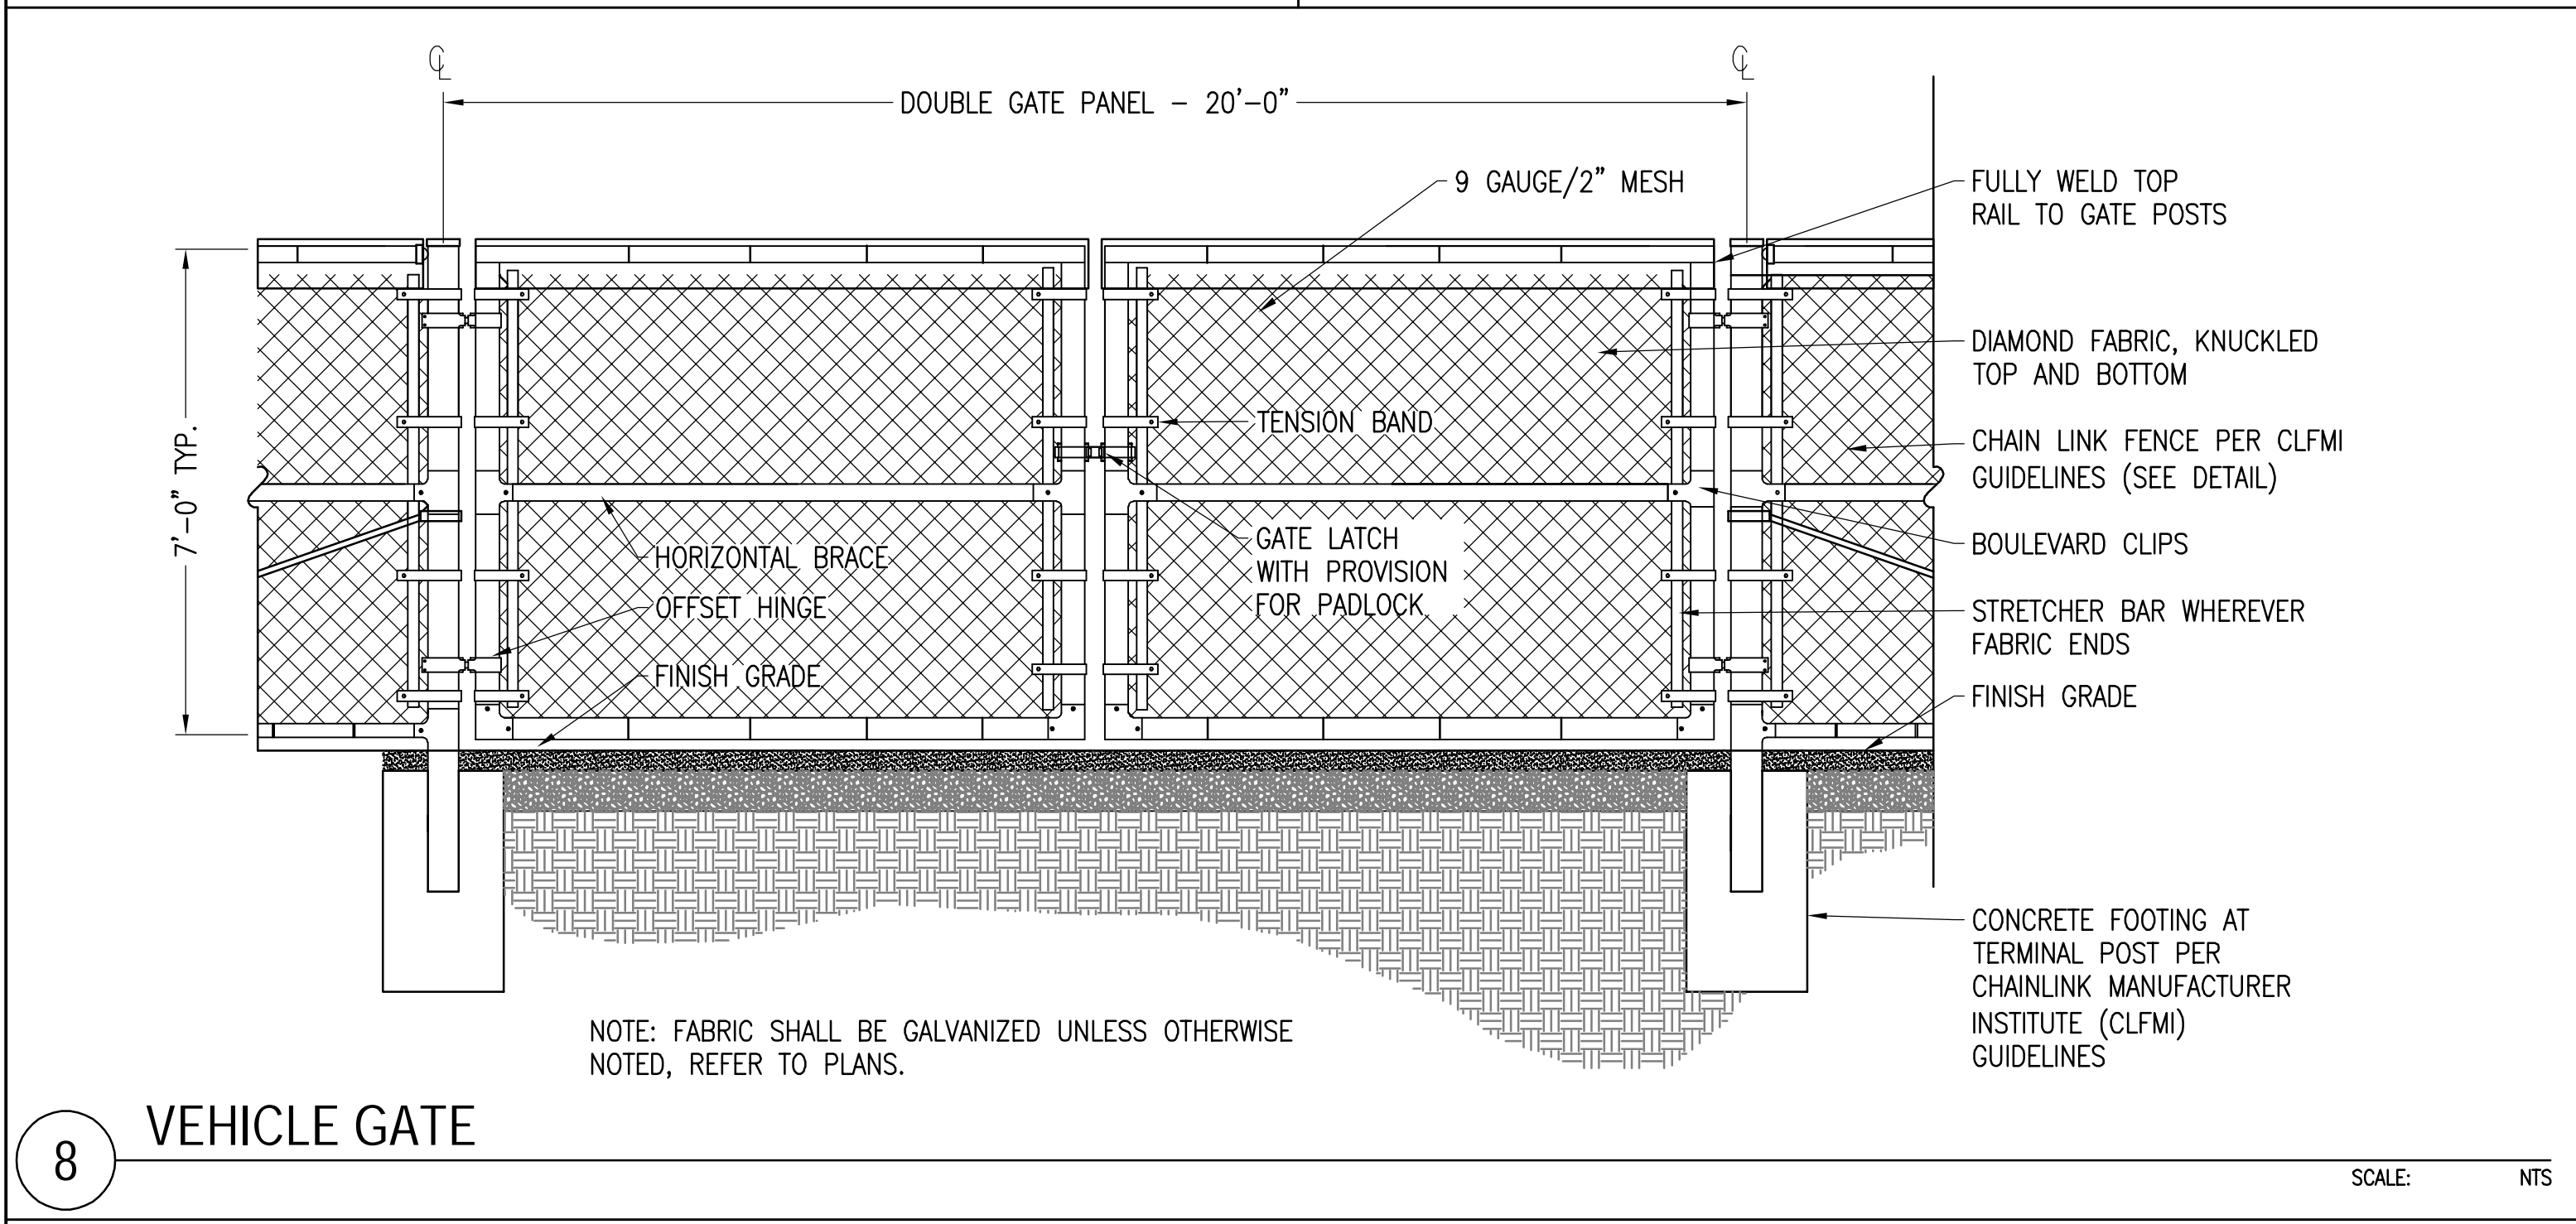 ℄
℄
DOUBLE GATE PANEL - 20'-0"
9 GAUGE/2" MESH
FULLY WELD TOP
RAIL TO GATE POSTS
DIAMOND FABRIC, KNUCKLED
TOP AND BOTTOM
7'-0" TYP.
TENSION BAND
CHAIN LINK FENCE PER CLFMI
GUIDELINES (SEE DETAIL)
HORIZONTAL BRACE
GATE LATCH
WITH PROVISION
FOR PADLOCK
BOULEVARD CLIPS
OFFSET HINGE
STRETCHER BAR WHEREVER
FABRIC ENDS
FINISH GRADE
FINISH GRADE
CONCRETE FOOTING AT
TERMINAL POST PER
CHAINLINK MANUFACTURER
INSTITUTE (CLFMI)
GUIDELINES
NOTE: FABRIC SHALL BE GALVANIZED UNLESS OTHERWISE
NOTED, REFER TO PLANS.
8
VEHICLE GATE
SCALE: NTS